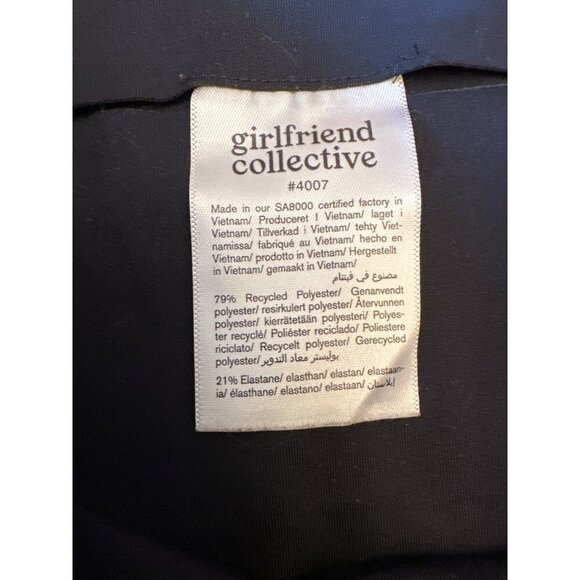 girlfriend
collective
#4007
Made in our SA8000 certified factory in
Vietnam/ Produceret I Vietnam/ laget i
Vietnam/ Tillverkad i Vietnam/ tehty Viet-
namissa/ fabriqué au Vietnam/ hecho en
Vietnam/ prodotto in Vietnam/ Hergestellt
in Vietnam/ gemaakt in Vietnam/
مصنوع في فيتنام
79% Recycled Polyester/ Genanvendt
polyester/ resirkulert polyester/ Återvunnen
polyester/ kierrätetään polyesteri/ Polyes-
ter recyclé/ Poliéster reciclado/ Poliestere
riciclato/ Recycelt polyester/ Gerecycled
polyester/بوليستر معاد التدوير
21% Elastane/ elasthan/ elastan/ elastaan-
ia/ élasthane/ elastano/ elastaan/ إيلاستان